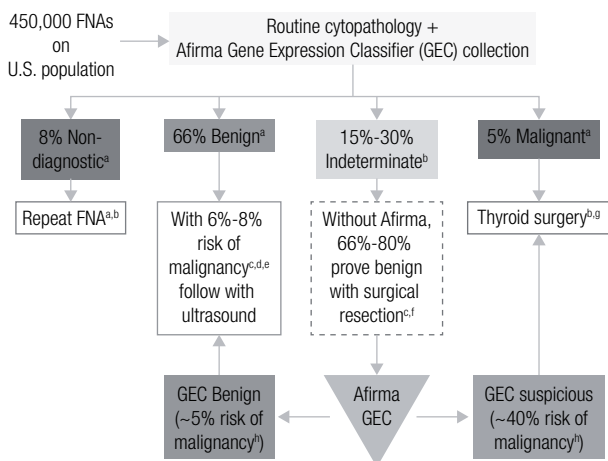 450,000 FNAs
on
U.S. population
Routine cytopathology +
Afirma Gene Expression Classifier (GEC) collection
8% Non-
diagnosticᵃ
66% Benignᵃ
15%-30%
Indeterminateᵇ
5% Malignantᵃ
Repeat FNAᵃ,ᵇ
With 6%-8%
risk of
malignancyᶜ,ᵈ,ᵉ
follow with
ultrasound
Without Afirma,
66%-80%
prove benign
with surgical
resectionᶜ,ᶠ
Thyroid surgeryᵇ,ᵍ
GEC Benign
(~5% risk of
malignancyʰ)
Afirma
GEC
GEC suspicious
(~40% risk of
malignancyʰ)